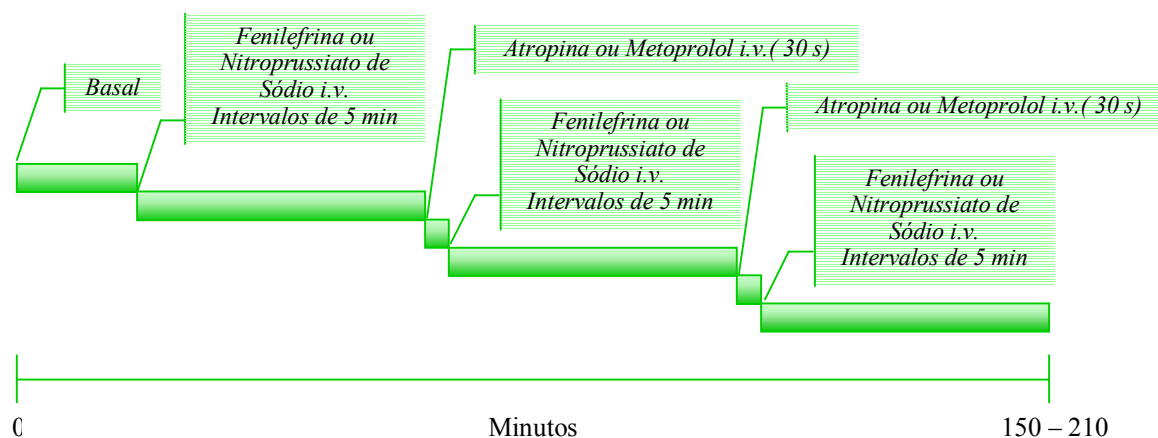 Basal
Fenilefrina ou
Nitroprussiato de
Sódio i.v.
Intervalos de 5 min
Atropina ou Metoprolol i.v.( 30 s)
Fenilefrina ou
Nitroprussiato de
Sódio i.v.
Intervalos de 5 min
Atropina ou Metoprolol i.v.( 30 s)
Fenilefrina ou
Nitroprussiato de
Sódio i.v.
Intervalos de 5 min
0 Minutos 150 – 210